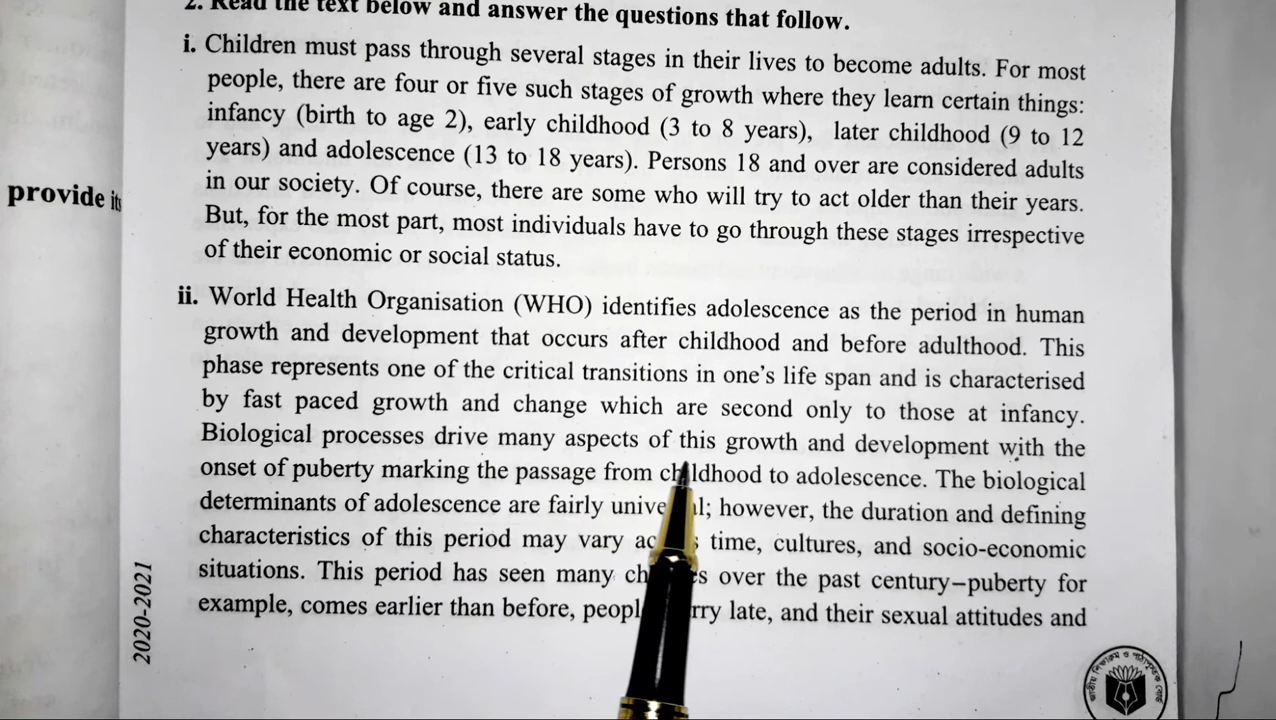 2. Read the text below and answer the questions that follow.
i. Children must pass through several stages in their lives to become adults. For most
people, there are four or five such stages of growth where they learn certain things:
infancy (birth to age 2), early childhood (3 to 8 years), later childhood (9 to 12
years) and adolescence (13 to 18 years). Persons 18 and over are considered adults
in our society. Of course, there are some who will try to act older than their years.
But, for the most part, most individuals have to go through these stages irrespective
of their economic or social status.
ii. World Health Organisation (WHO) identifies adolescence as the period in human
growth and development that occurs after childhood and before adulthood. This
phase represents one of the critical transitions in one's life span and is characterised
by fast paced growth and change which are second only to those at infancy.
Biological processes drive many aspects of this growth and development with the
onset of puberty marking the passage from childhood to adolescence. The biological
determinants of adolescence are fairly ; however, the duration and defining
characteristics of this period may vary time, cultures, and socio-economic
situations. This period has seen many over the past century–puberty for
example, comes earlier than before, late, and their sexual attitudes and
provide its
2020-2021